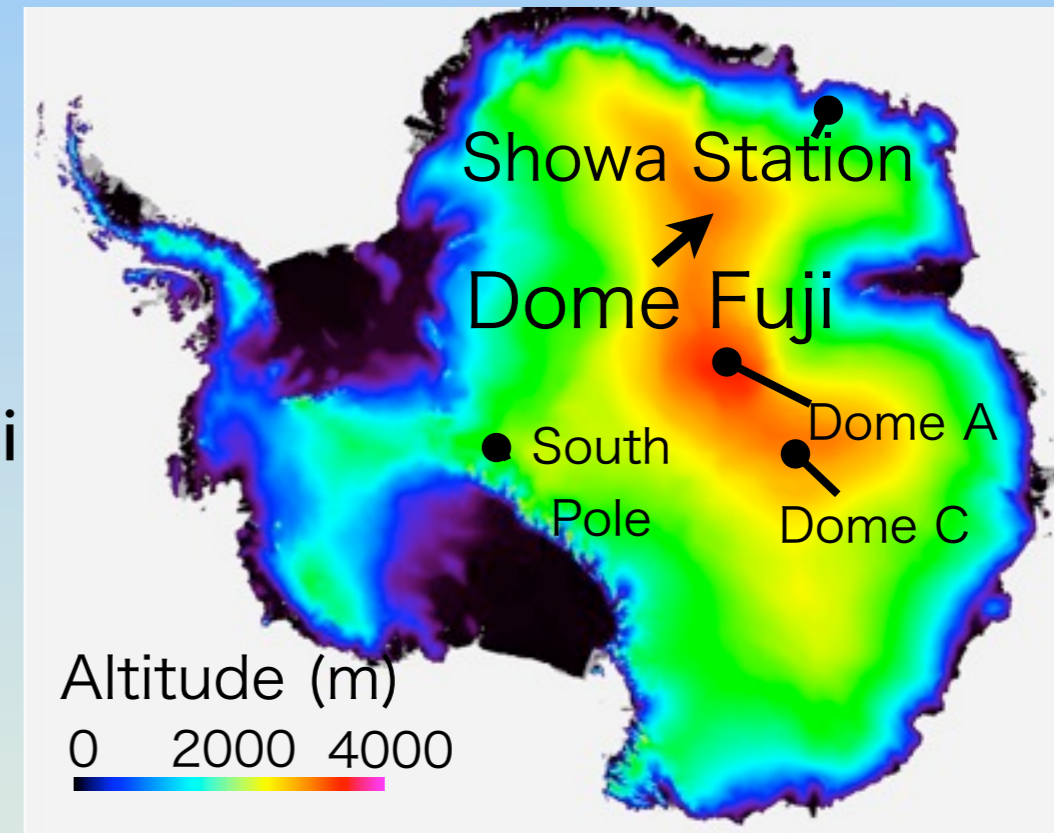 Showa Station
Dome Fuji
i
Dome A
South
Pole
Dome C
Altitude (m)
0 2000 4000